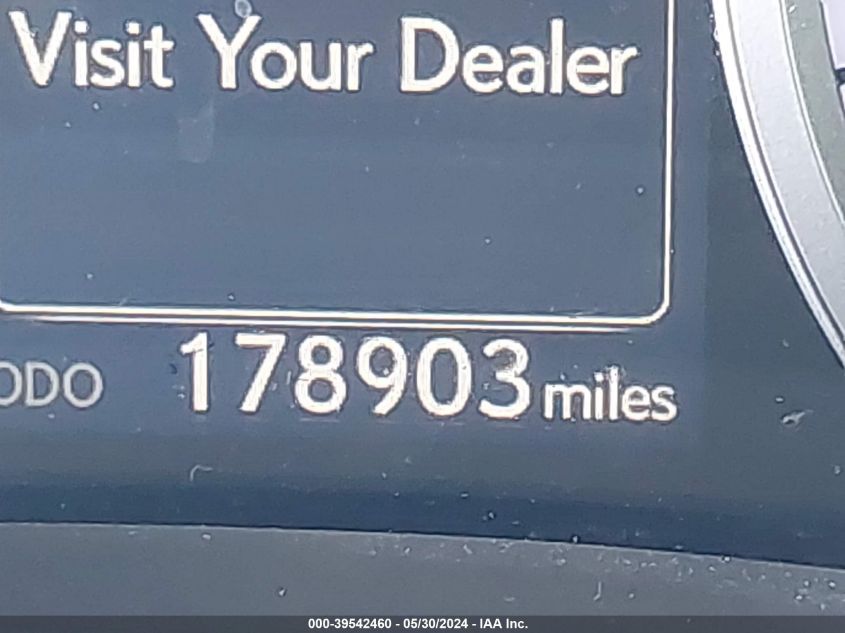 Visit Your Dealer
ODO 178903 miles
000-39542460 - 05/30/2024 - IAA Inc.